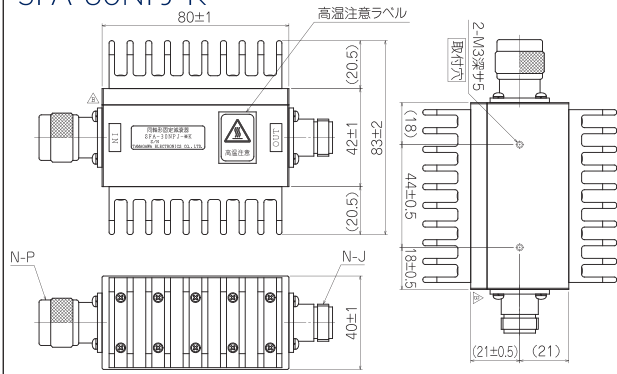 SPA-30NPJ-*K
80±1
高温注意ラベル
IN
同軸形固定減衰器
SPA-30NPJ-*K
S/N
YAMAGAWA ELECTRONICS CO., LTD.
高温注意
OUT
(20.5)
42±1
(20.5)
83±2
2-M3深サ5
取付穴
(18)
44±0.5
18±0.5
(21±0.5)
(21)
N-P
N-J
40±1